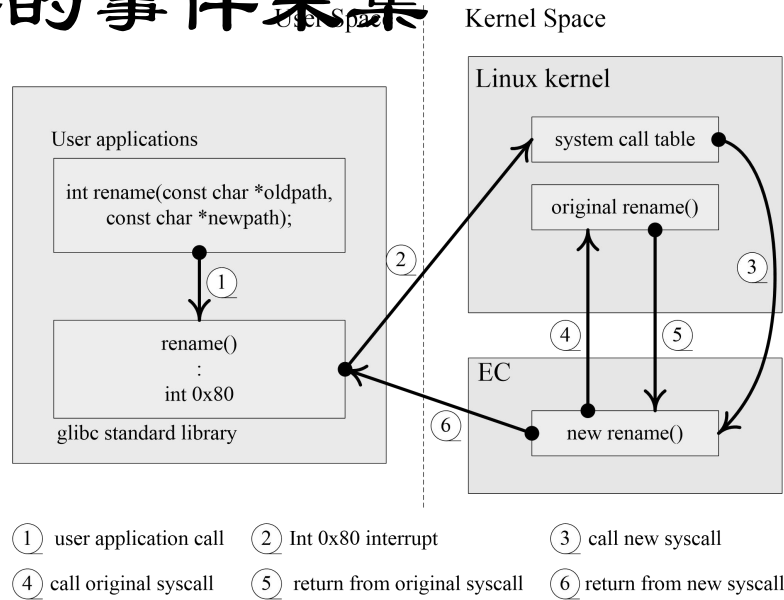 的事件采集
User Space
Kernel Space
Linux kernel
User applications
system call table
int rename(const char *oldpath,
const char *newpath);
original rename()
1
2
3
rename()
:
int 0x80
4
5
EC
glibc standard library
6
new rename()
1 user application call
2 Int 0x80 interrupt
3 call new syscall
4 call original syscall
5 return from original syscall
6 return from new syscall